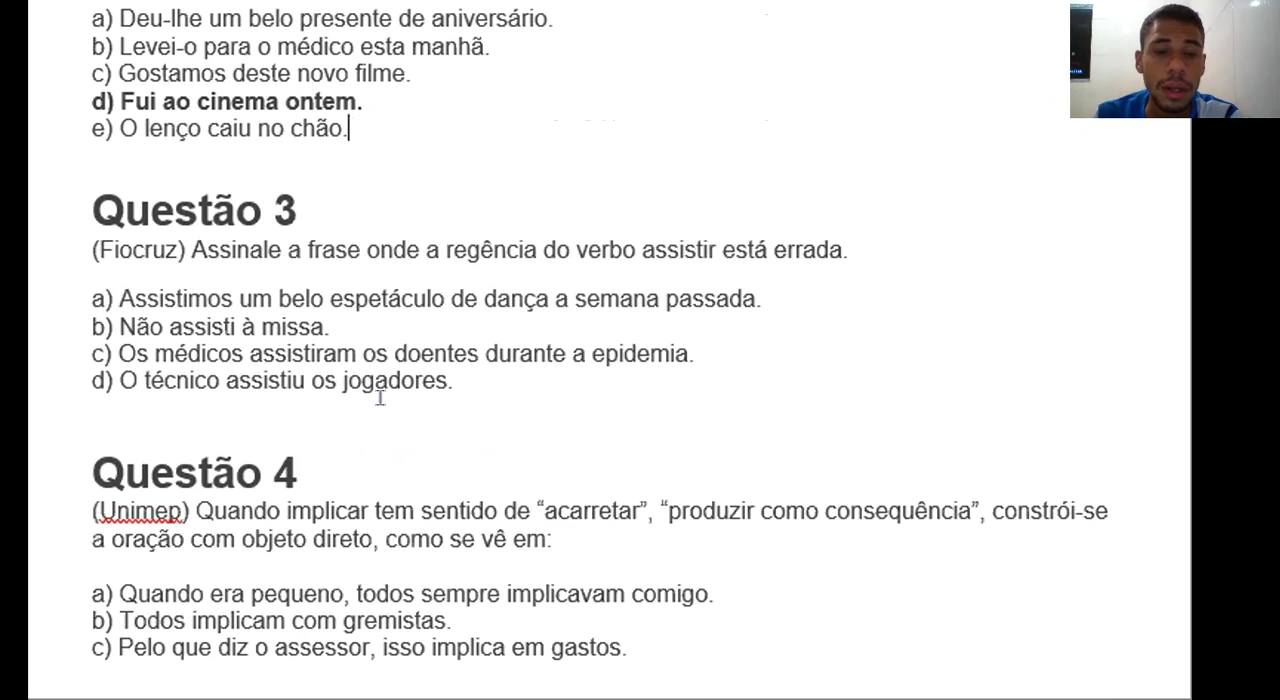 a) Deu-lhe um belo presente de aniversário.
b) Levei-o para o médico esta manhã.
c) Gostamos deste novo filme.
d) Fui ao cinema ontem.
e) O lenço caiu no chão.
Questão 3
(Fiocruz) Assinale a frase onde a regência do verbo assistir está errada.
a) Assistimos um belo espetáculo de dança a semana passada.
b) Não assisti à missa.
c) Os médicos assistiram os doentes durante a epidemia.
d) O técnico assistiu os jogadores.
Questão 4
(Unimep) Quando implicar tem sentido de “acarretar”, “produzir como consequência”, constrói-se
a oração com objeto direto, como se vê em:
a) Quando era pequeno, todos sempre implicavam comigo.
b) Todos implicam com gremistas.
c) Pelo que diz o assessor, isso implica em gastos.